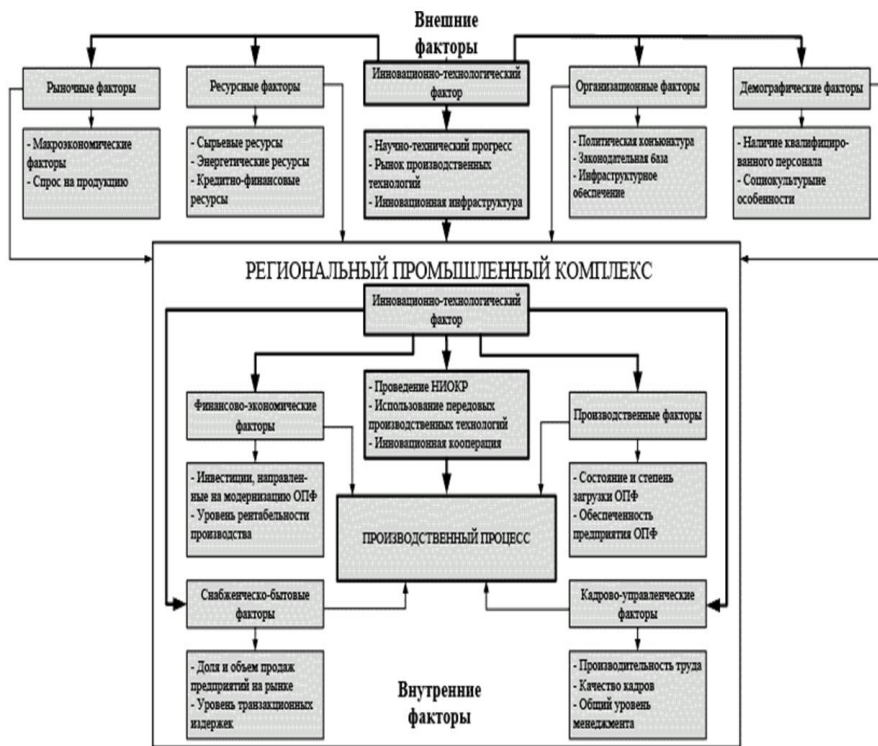 Внешние
факторы
Рыночные факторы
Ресурсные факторы
Инновационно-технологический
фактор
Организационные факторы
Демографические факторы
- Макроэкономические
факторы
- Спрос на продукцию
- Сырьевые ресурсы
- Энергетические ресурсы
- Кредитно-финансовые
ресурсы
- Научно-технический прогресс
- Рынок производственных
технологий
- Инновационная инфраструктура
- Политическая конъюнктура
- Законодательная база
- Инфраструктурное
обеспечение
- Наличие квалифициро-
ванного персонала
- Социокультурыне
особенности
РЕГИОНАЛЬНЫЙ ПРОМЫШЛЕННЫЙ КОМПЛЕКС
Инновационно-технологический
фактор
Финансово-экономические
факторы
- Проведение НИОКР
- Использование передовых
производственных технологий
- Инновационная кооперация
Производственные факторы
- Инвестиции, направлен-
ные на модернизацию ОПФ
- Уровень рентабельности
производства
ПРОИЗВОДСТВЕННЫЙ ПРОЦЕСС
- Состояние и степень
загрузки ОПФ
- Обеспеченность
предприятия ОПФ
Снабженческо-бытовые
факторы
Кадрово-управленческие
факторы
- Доля и объем продаж
предприятий на рынке
- Уровень транзакционных
издержек
Внутренние
факторы
- Производительность труда
- Качество кадров
- Общий уровень
менеджмента